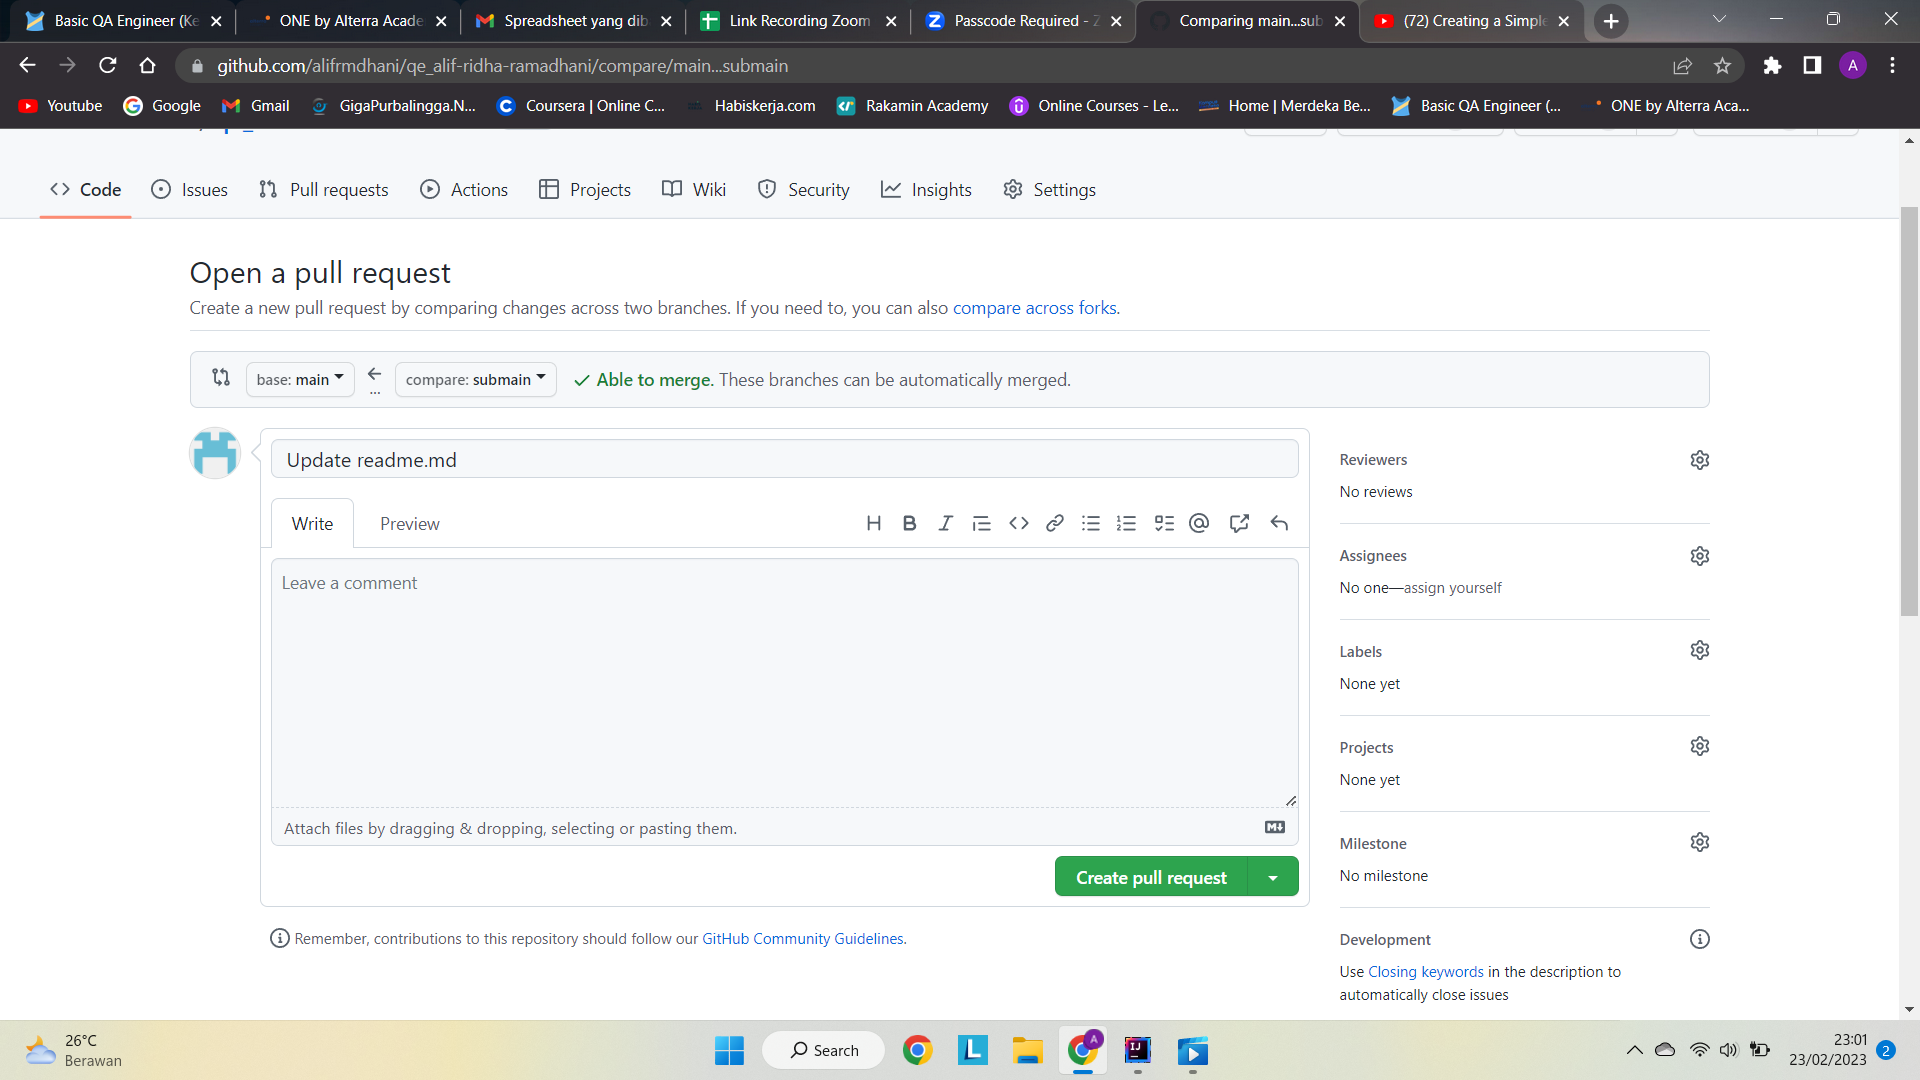 Basic QA Engineer (Ke
ONE by Alterra Acade
Spreadsheet yang dib
Link Recording Zoom
Passcode Required - Z
Comparing main...sub
(72) Creating a Simple
github.com/alifrmdhani/qe_alif-ridha-ramadhani/compare/main...submain
A
Youtube
Google
Gmail
GigaPurbalingga.N...
Coursera | Online C...
Habiskerja.com
Rakamin Academy
Online Courses - Le...
Home | Merdeka Be...
Basic QA Engineer (...
ONE by Alterra Aca...
Code
Issues
Pull requests
Actions
Projects
Wiki
Security
Insights
Settings
Open a pull request
Create a new pull request by comparing changes across two branches. If you need to, you can also compare across forks.
base: main
...
compare: submain
Able to merge. These branches can be automatically merged.
Update readme.md
Write
Preview
Leave a comment
Attach files by dragging & dropping, selecting or pasting them.
Create pull request
Remember, contributions to this repository should follow our GitHub Community Guidelines.
Reviewers
No reviews
Assignees
No one—assign yourself
Labels
None yet
Projects
None yet
Milestone
No milestone
Development
Use Closing keywords in the description to
automatically close issues
26°C
Berawan
Search
L
A
IJ
23:01
23/02/2023
2